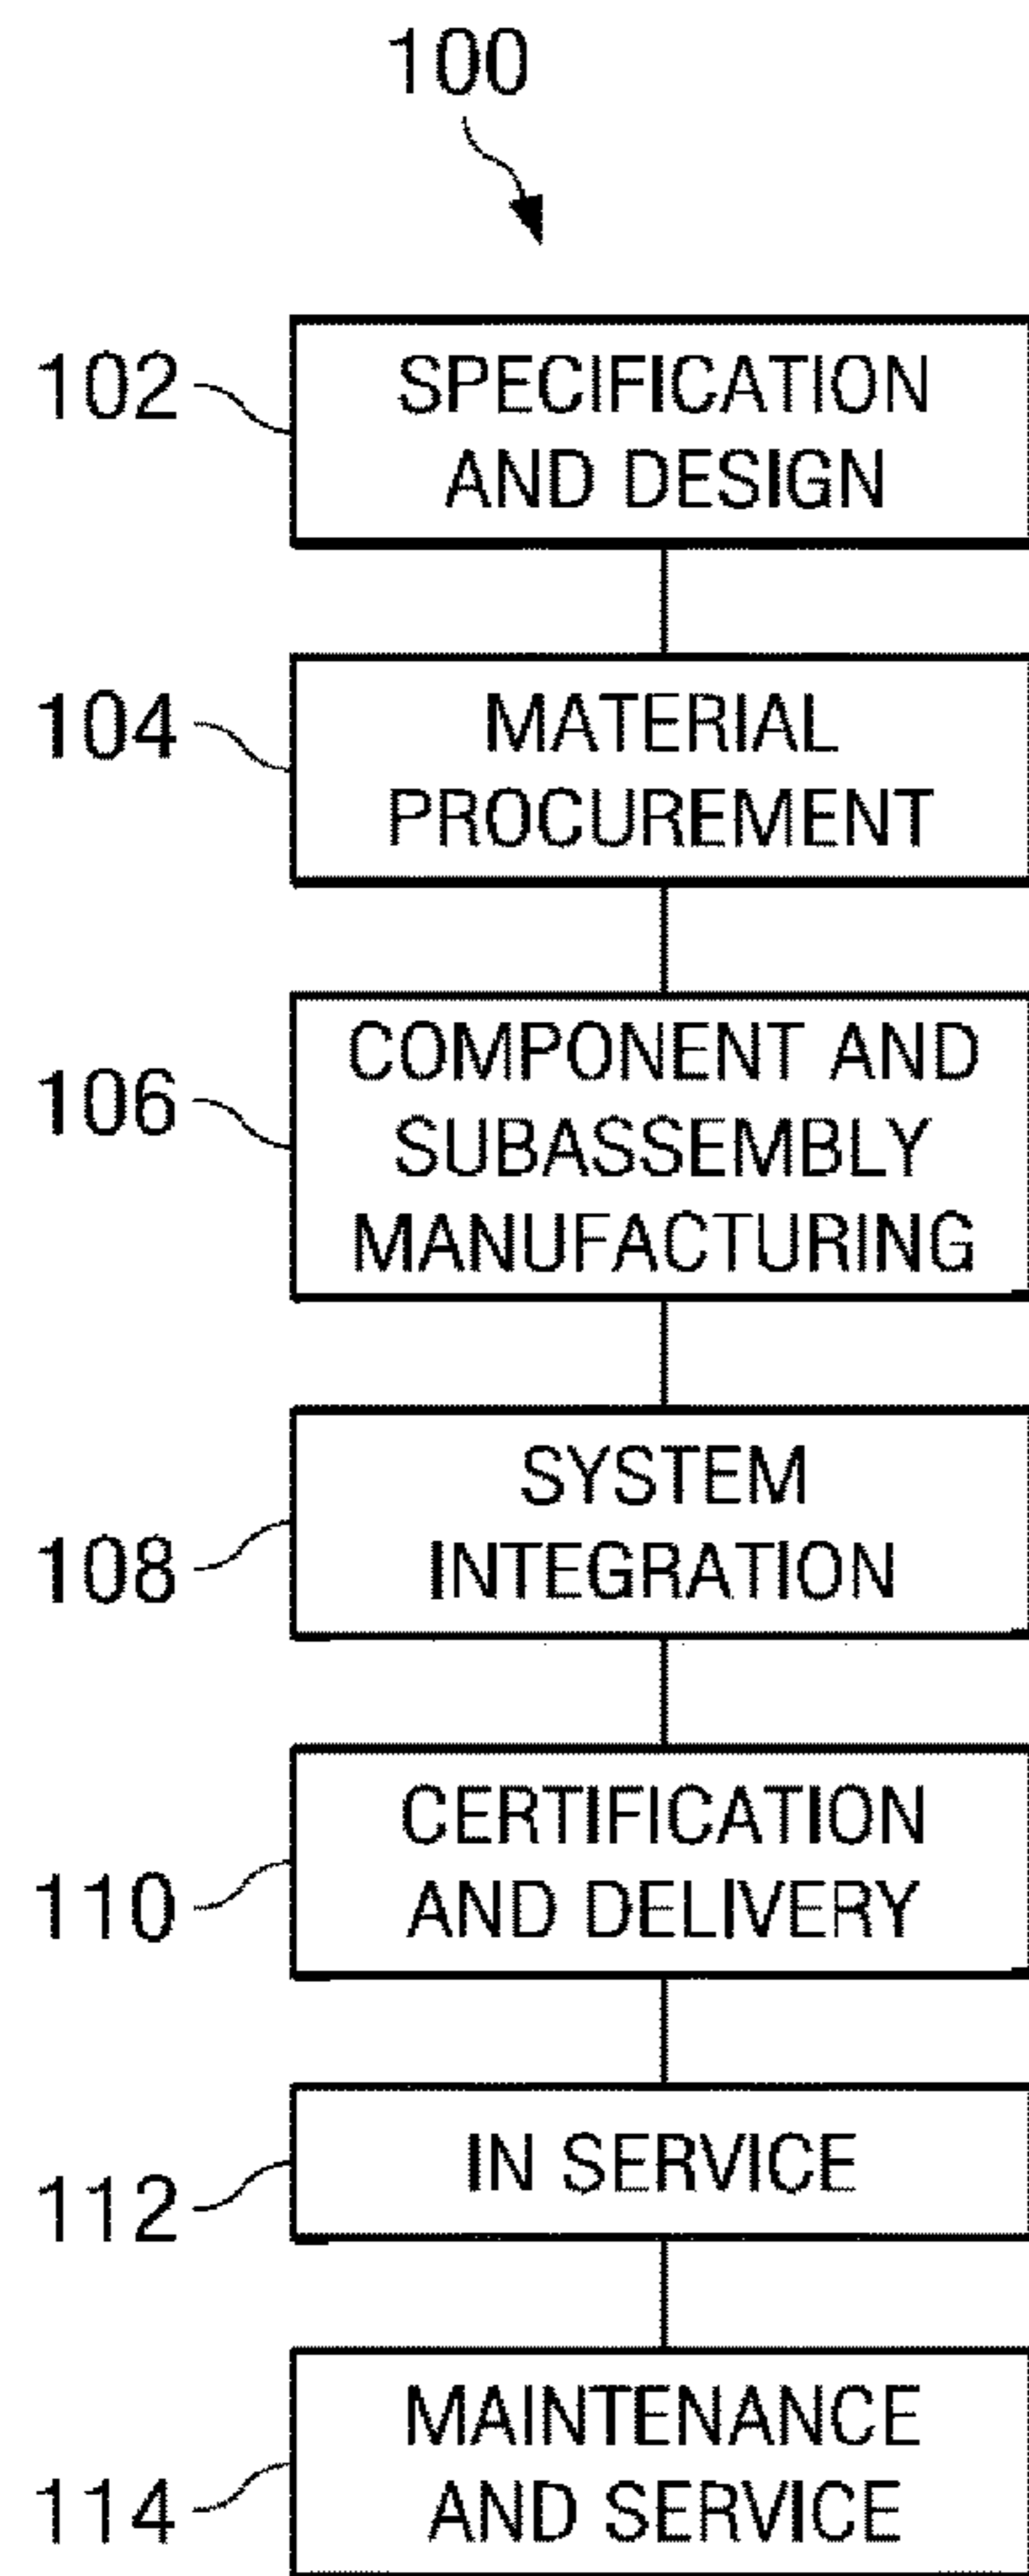 100
102
SPECIFICATION
AND DESIGN
104
MATERIAL
PROCUREMENT
106
COMPONENT AND
SUBASSEMBLY
MANUFACTURING
108
SYSTEM
INTEGRATION
110
CERTIFICATION
AND DELIVERY
112
IN SERVICE
114
MAINTENANCE
AND SERVICE